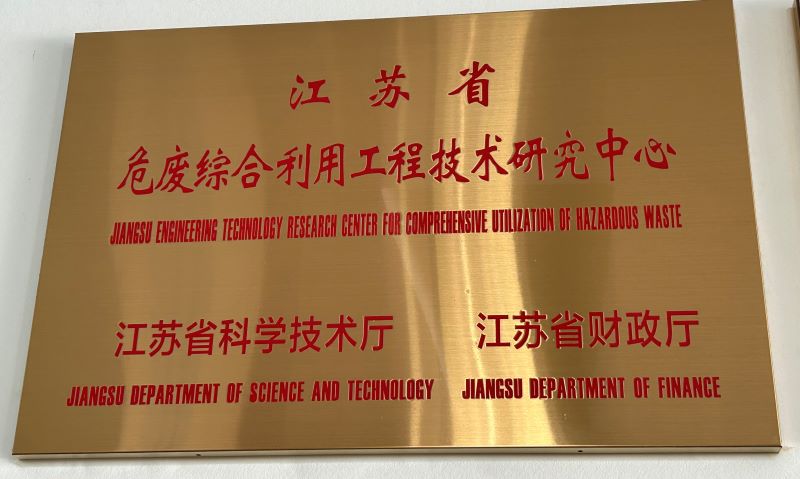 江苏省
危废综合利用工程技术研究中心
JIANGSU ENGINEERING TECHNOLOGY RESEARCH CENTER FOR COMPREHENSIVE UTILIZATION OF HAZARDOUS WASTE
江苏省科学技术厅 江苏省财政厅
JIANGSU DEPARTMENT OF SCIENCE AND TECHNOLOGY JIANGSU DEPARTMENT OF FINANCE